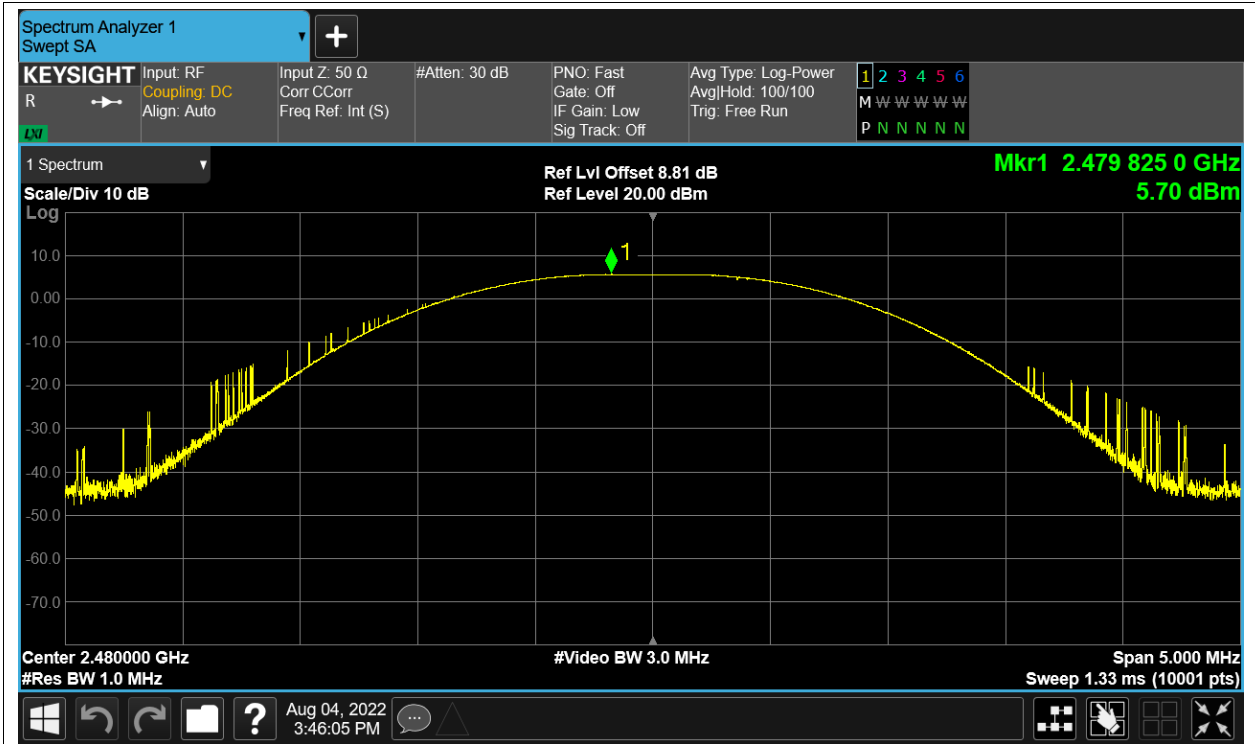 Spectrum Analyzer 1
Swept SA
KEYSIGHT
R
LXI
Input: RF
Coupling: DC
Align: Auto
Input Z: 50 Ω
Corr CCorr
Freq Ref: Int (S)
#Atten: 30 dB
PNO: Fast
Gate: Off
IF Gain: Low
Sig Track: Off
Avg Type: Log-Power
Avg|Hold: 100/100
Trig: Free Run
1 2 3 4 5 6
M W W W W W
P N N N N N
1 Spectrum
Scale/Div 10 dB
Log
Ref Lvl Offset 8.81 dB
Ref Level 20.00 dBm
Mkr1 2.479 825 0 GHz
5.70 dBm
1
10.0
0.00
-10.0
-20.0
-30.0
-40.0
-50.0
-60.0
-70.0
Center 2.480000 GHz
#Res BW 1.0 MHz
#Video BW 3.0 MHz
Span 5.000 MHz
Sweep 1.33 ms (10001 pts)
?
Aug 04, 2022
3:46:05 PM